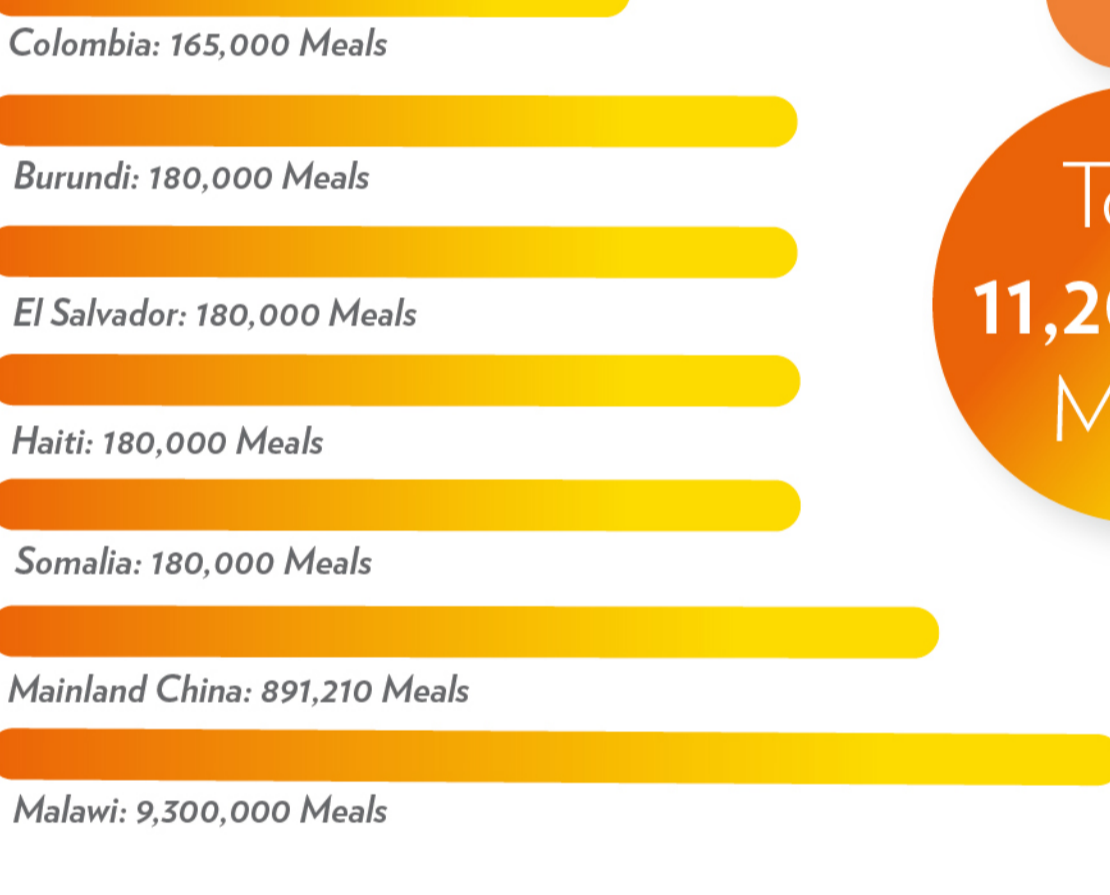 Colombia: 165,000 Meals
Burundi: 180,000 Meals
El Salvador: 180,000 Meals
Haiti: 180,000 Meals
Somalia: 180,000 Meals
Mainland China: 891,210 Meals
Malawi: 9,300,000 Meals